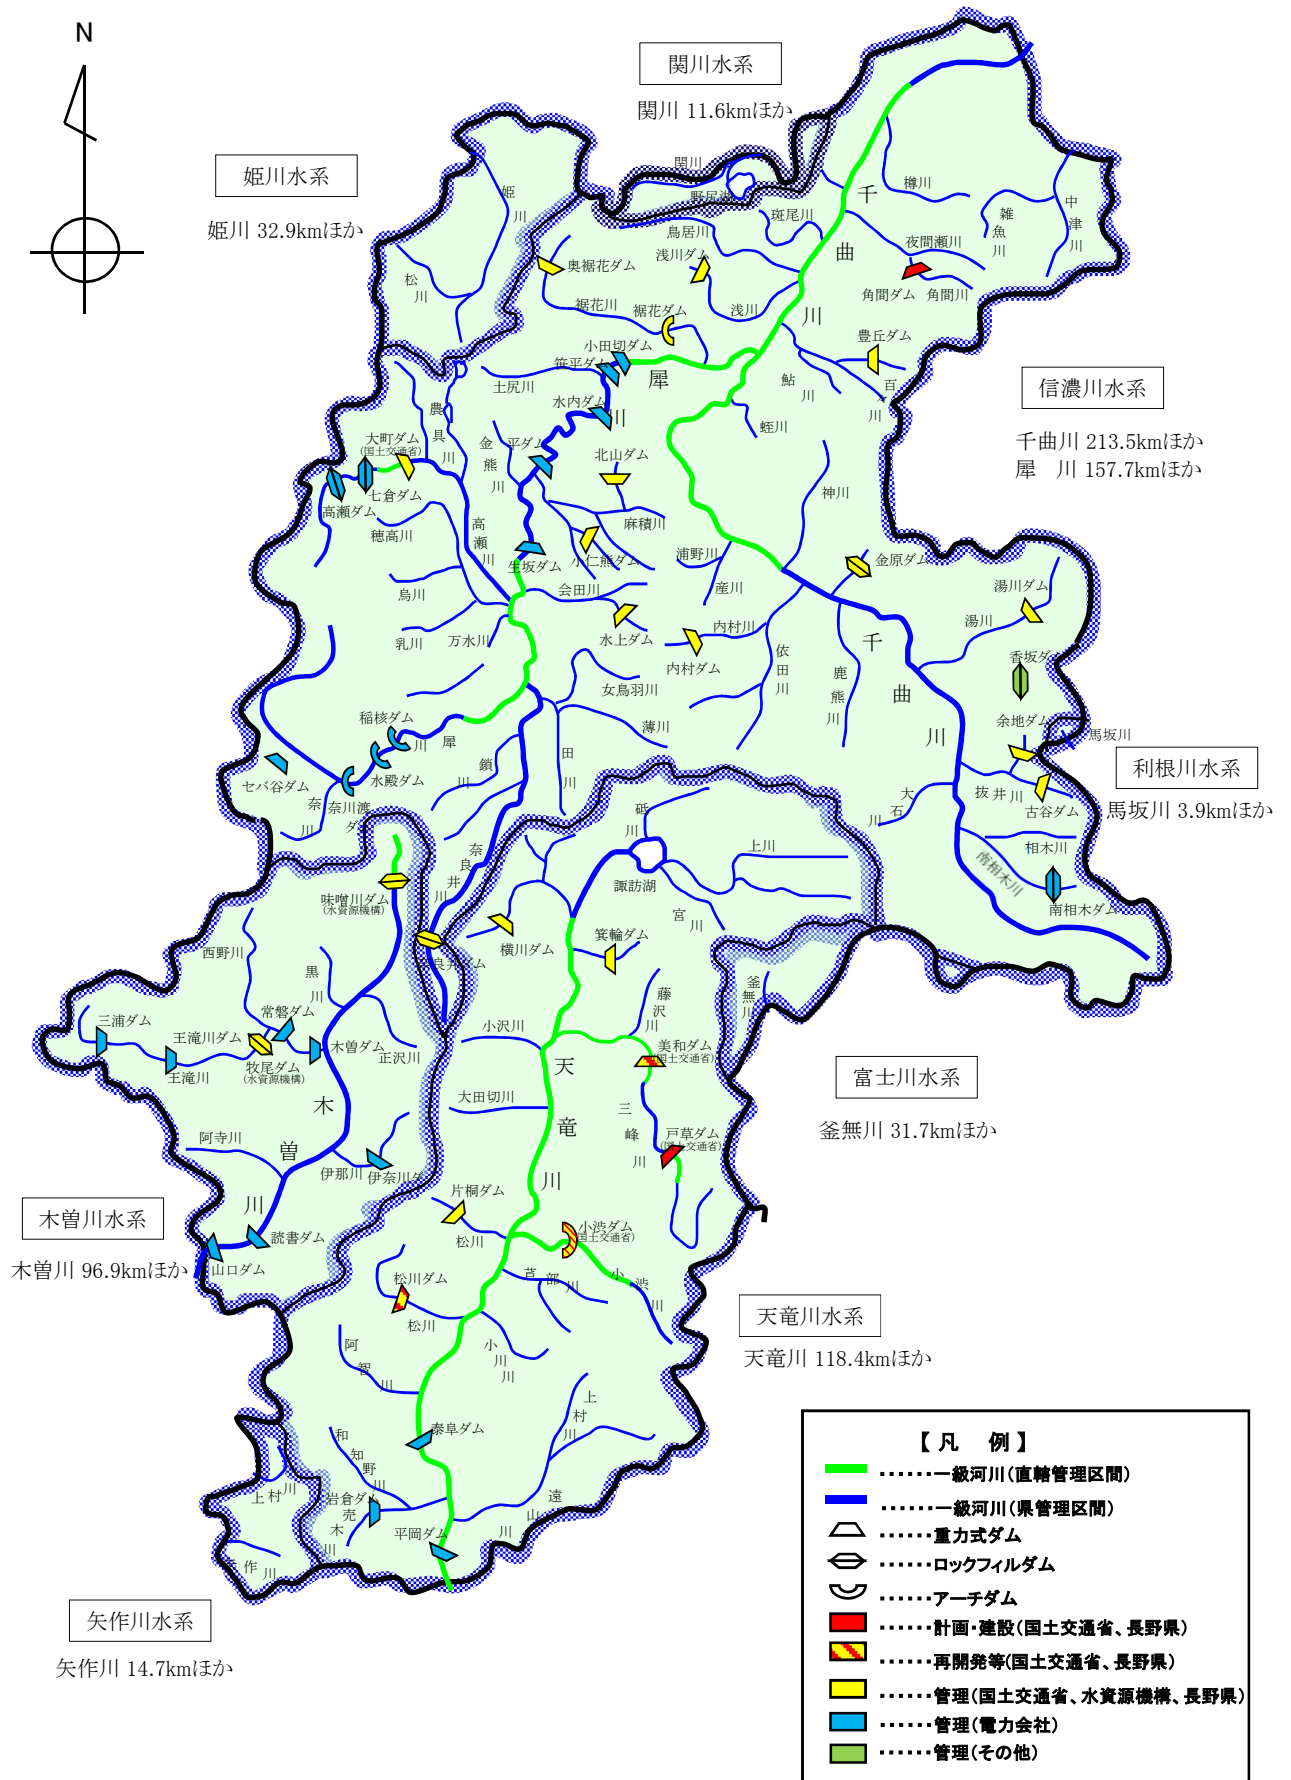 N
関川水系
関川 11.6kmほか
姫川水系
姫川 32.9kmほか
関川
野尻湖
姫川
松川
千曲川
樽川
雑魚川
中津川
斑尾川
鳥居川
夜間瀬川
浅川ダム
奥裾花ダム
角間ダム
角間川
裾花川
裾花ダム
浅川
豊丘ダム
小田切ダム
笹平ダム
犀川
土尻川
鮎川
百々川
水内ダム
農具川
蛭川
信濃川水系
千曲川 213.5kmほか
犀 川 157.7kmほか
大町ダム
(国土交通省)
金熊川
平ダム
北山ダム
七倉ダム
高瀬ダム
神川
穂高川
高瀬川
麻積川
生坂ダム
小仁熊ダム
浦野川
金原ダム
産川
湯川ダム
烏川
会田川
湯川
乳川
万水川
水上ダム
内村川
内村ダム
依田川
鹿熊川
千曲川
香坂ダム
女鳥羽川
薄川
余地ダム
馬坂川
利根川水系
馬坂川 3.9kmほか
稲核ダム
犀川
水殿ダム
セバ谷ダム
奈川渡ダ
奈川
鎖川
田川
大石川
抜井川
古谷ダム
相木川
南相木川
南相木ダム
砥川
上川
諏訪湖
宮川
奈良井川
味噌川ダム
(水資源機構)
横川ダム
箕輪ダム
奈良井ダム
西野川
黒川
釜無川
藤沢川
三浦ダム
王滝川ダム
常磐ダム
王滝川
牧尾ダム
(水資源機構)
木曽ダム
正沢川
小沢川
美和ダム
(国土交通省)
天竜川
大田切川
富士川水系
釜無川 31.7kmほか
三峰川
戸草ダム
(国土交通省)
木曽川
阿寺川
伊那川
伊奈川ダ
木曽川水系
木曽川 96.9kmほか
読書ダム
山口ダム
片桐ダム
松川
小渋ダム
国土交通省)
芦部川
小渋川
松川ダム
松川
小川川
天竜川水系
天竜川 118.4kmほか
阿智川
上村川
泰阜ダム
和知野川
岩倉ダム
売木川
平岡ダム
遠山川
上村川
矢作川
矢作川水系
矢作川 14.7kmほか
【 凡 例 】
······一級河川(直轄管理区間)
······一級河川(県管理区間)
······重力式ダム
······ロックフィルダム
······アーチダム
······計画・建設(国土交通省、長野県)
······再開発等(国土交通省、長野県)
······管理(国土交通省、水資源機構、長野県)
······管理(電力会社)
······管理(その他)